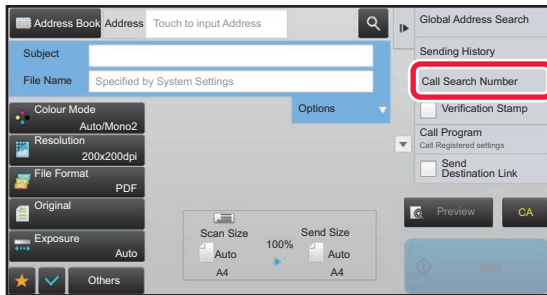 Address Book
Address
Touch to input Address
Subject
File Name
Specified by System Settings
Colour Mode
Auto/Mono2
Resolution
200x200dpi
File Format
PDF
Original
Exposure
Auto
Others
Options
Scan Size
Auto
A4
100%
Send Size
Auto
A4
Global Address Search
Sending History
Call Search Number
Verification Stamp
Call Program
Call Registered settings
Send
Destination Link
Preview
CA
Start